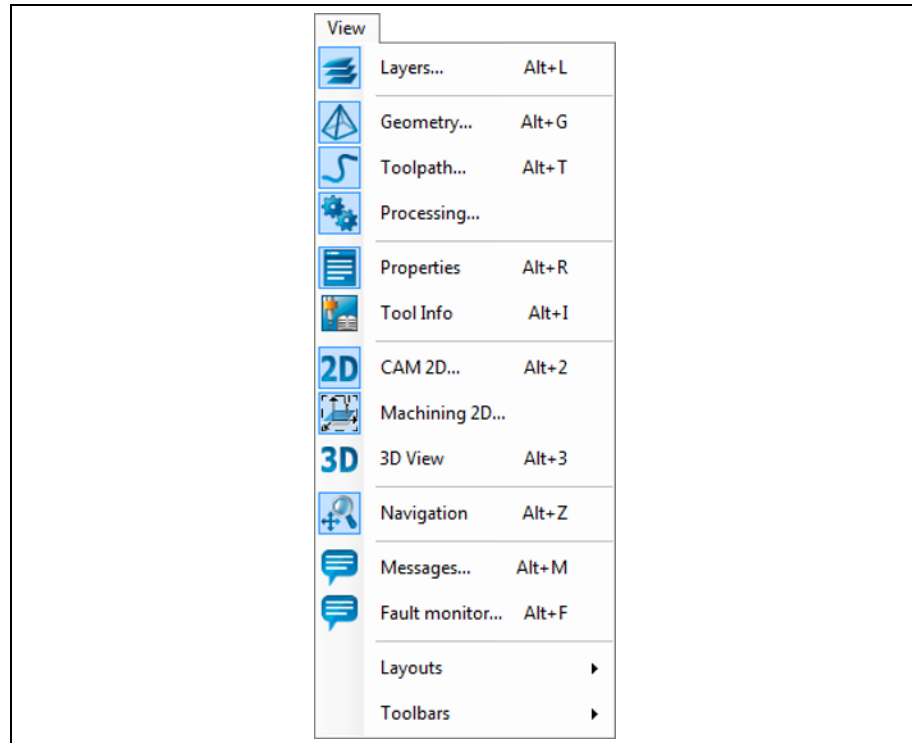 View
Layers... Alt+L
Geometry... Alt+G
Toolpath... Alt+T
Processing...
Properties Alt+R
Tool Info Alt+I
2D CAM 2D... Alt+2
Machining 2D...
3D 3D View Alt+3
Navigation Alt+Z
Messages... Alt+M
Fault monitor... Alt+F
Layouts
Toolbars